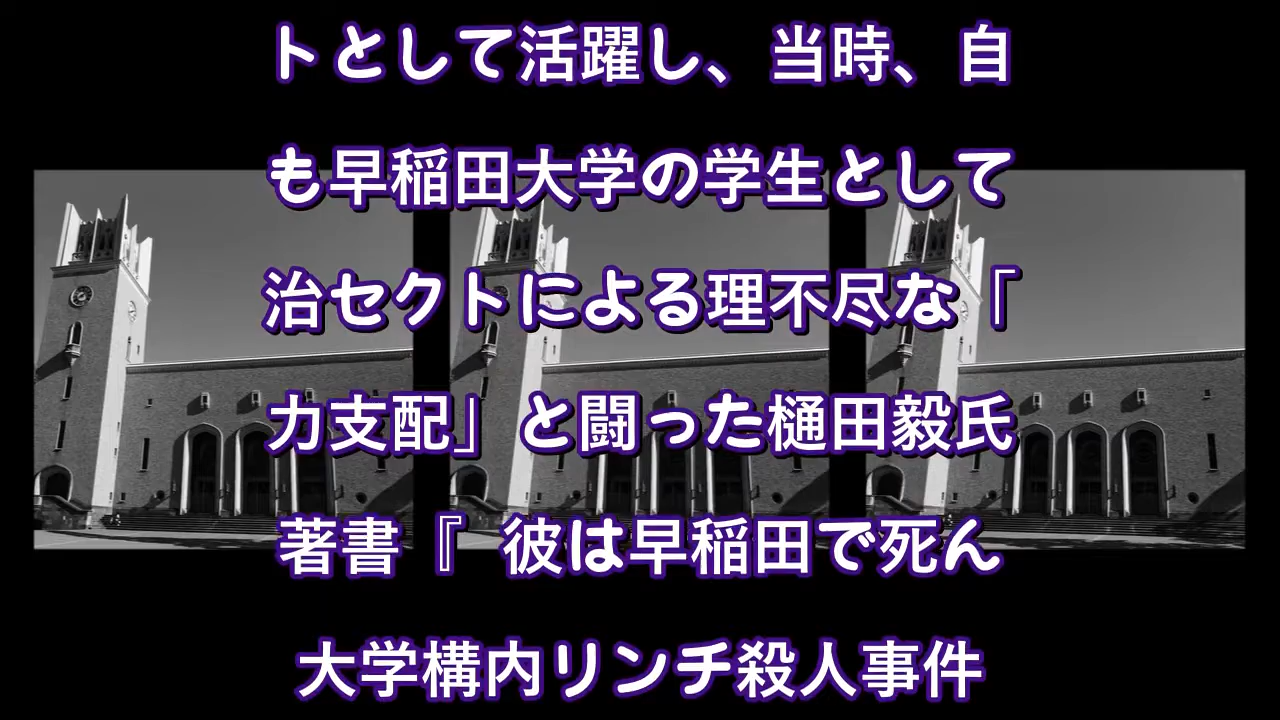 トとして活躍し、当時、自
も早稲田大学の学生として
治セクトによる理不尽な「
力支配」と闘った樋田毅氏
著書『 彼は早稲田で死ん
大学構内リンチ殺人事件